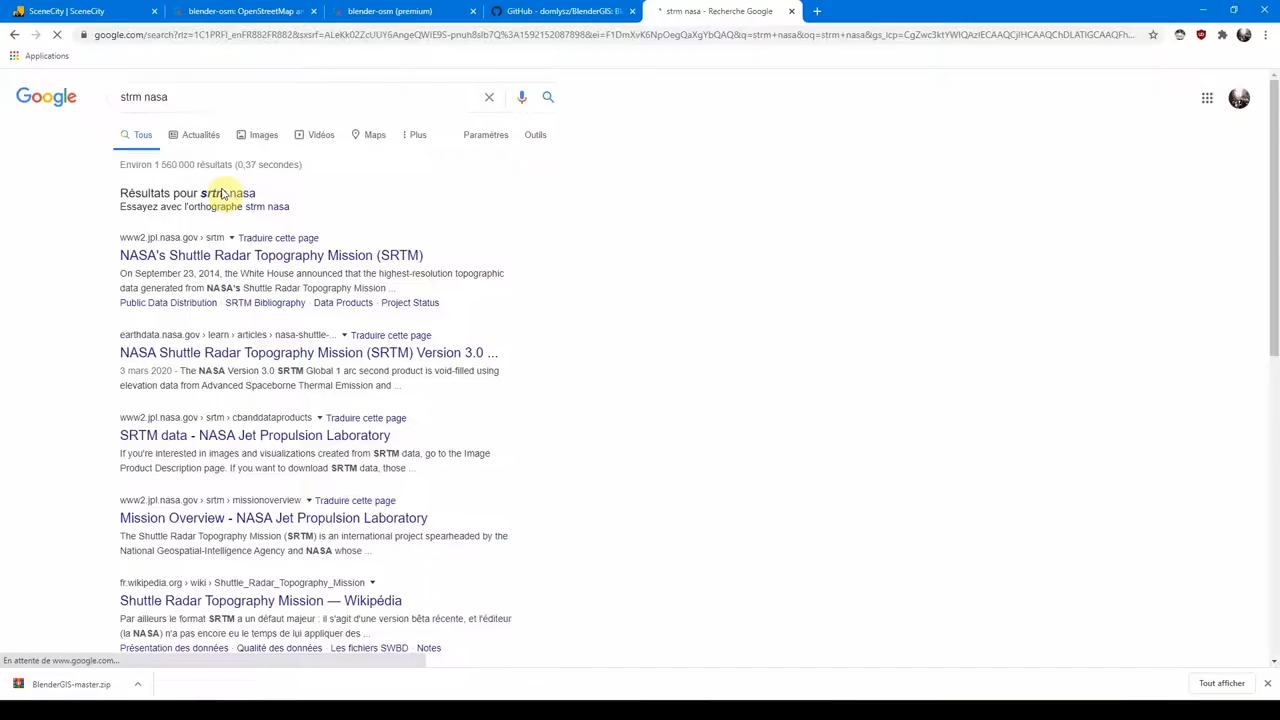 SceneCity | SceneCity
blender-osm: OpenStreetMap an
blender-osm (premium)
GitHub - domlysz/BlenderGIS: Bl
strm nasa - Recherche Google
Applications
Google
strm nasa
Tous
Actualités
Images
Vidéos
Maps
Plus
Paramètres
Outils
Environ 1 560 000 résultats (0,37 secondes)
Résultats pour srtm nasa
Essayez avec l'orthographe strm nasa
www2.jpl.nasa.gov › srtm
Traduire cette page
NASA's Shuttle Radar Topography Mission (SRTM)
On September 23, 2014, the White House announced that the highest-resolution topographic
data generated from NASA's Shuttle Radar Topography Mission ...
Public Data Distribution · SRTM Bibliography · Data Products · Project Status
earthdata.nasa.gov › learn › articles › nasa-shuttle-...
Traduire cette page
NASA Shuttle Radar Topography Mission (SRTM) Version 3.0 ...
3 mars 2020 - The NASA Version 3.0 SRTM Global 1 arc second product is void-filled using
elevation data from Advanced Spaceborne Thermal Emission and ...
www2.jpl.nasa.gov › srtm › cbanddataproducts
Traduire cette page
SRTM data - NASA Jet Propulsion Laboratory
If you're interested in images and visualizations created from SRTM data, go to the Image
Product Description page. If you want to download SRTM data, those ...
www2.jpl.nasa.gov › srtm › missionoverview
Traduire cette page
Mission Overview - NASA Jet Propulsion Laboratory
The Shuttle Radar Topography Mission (SRTM) is an international project spearheaded by the
National Geospatial-Intelligence Agency and NASA whose ...
fr.wikipedia.org › wiki › Shuttle_Radar_Topography_Mission
Shuttle Radar Topography Mission — Wikipédia
Par ailleurs le format SRTM a un défaut majeur : il s'agit d'une version bêta récente, et l'éditeur
(la NASA) n'a pas encore eu le temps de lui appliquer des ...
Présentation des données · Qualité des données · Les fichiers SWBD · Notes
En attente de www.google.com...
BlenderGIS-master.zip
Tout afficher